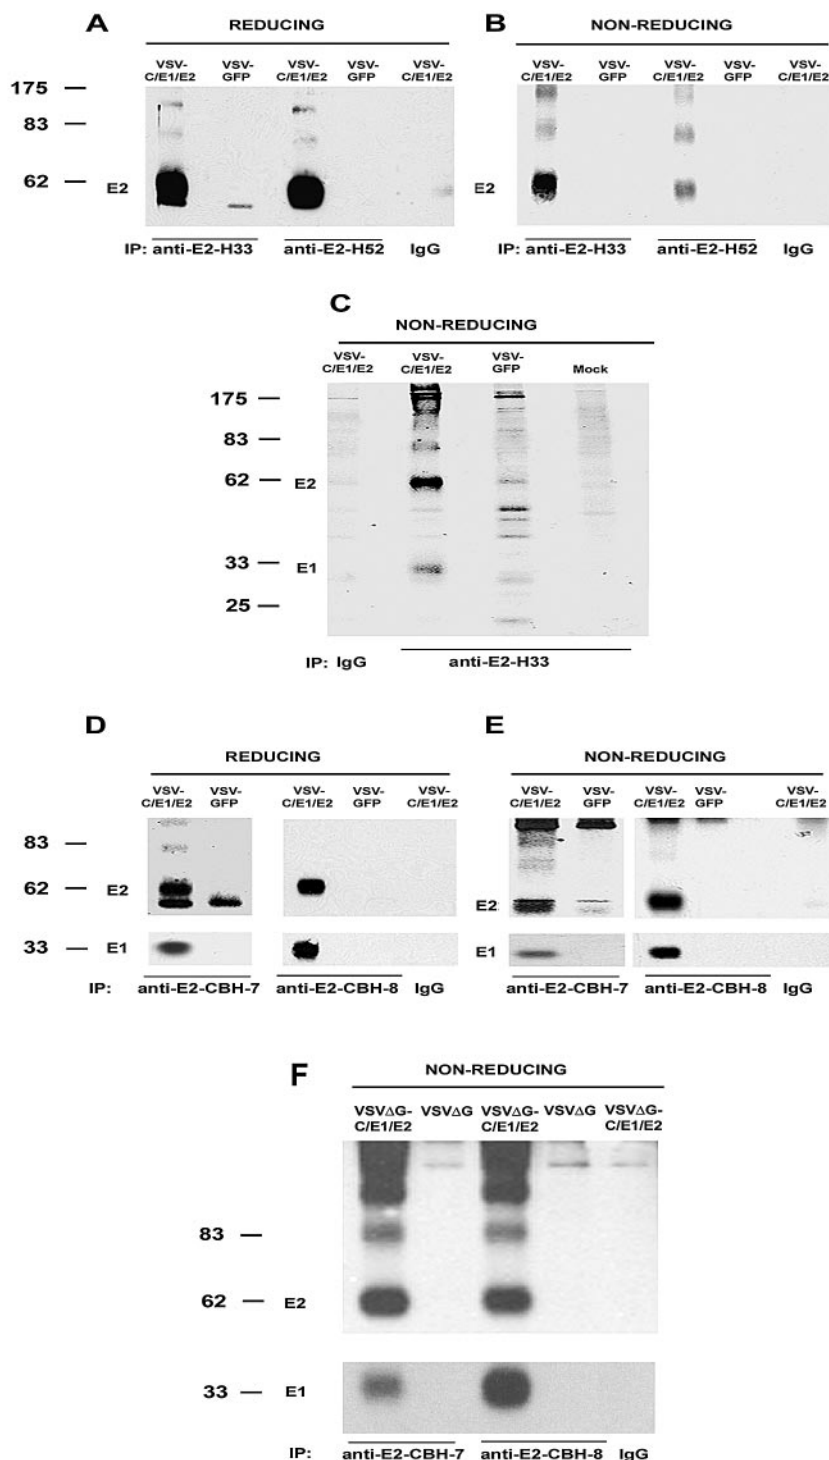 A
REDUCING
VSV- VSV- VSV- VSV- VSV-
C/E1/E2 GFP C/E1/E2 GFP C/E1/E2
175
83
62
E2
IP: anti-E2-H33 anti-E2-H52 IgG
B
NON-REDUCING
VSV- VSV- VSV- VSV- VSV-
C/E1/E2 GFP C/E1/E2 GFP C/E1/E2
E2
IP: anti-E2-H33 anti-E2-H52 IgG
C
NON-REDUCING
VSV- VSV- VSV- Mock
C/E1/E2 C/E1/E2 GFP
175
83
62 E2
33 E1
25
IP: IgG anti-E2-H33
D
REDUCING
VSV- VSV- VSV- VSV- VSV-
C/E1/E2 GFP C/E1/E2 GFP C/E1/E2
83
62 E2
33 E1
IP: anti-E2-CBH-7 anti-E2-CBH-8 IgG
E
NON-REDUCING
VSV- VSV- VSV- VSV- VSV-
C/E1/E2 GFP C/E1/E2 GFP C/E1/E2
E2
E1
anti-E2-CBH-7 anti-E2-CBH-8 IgG
F
NON-REDUCING
VSVΔG- VSVΔG VSVΔG- VSVΔG VSVΔG-
C/E1/E2 C/E1/E2 C/E1/E2
83
62 E2
33 E1
IP: anti-E2-CBH-7 anti-E2-CBH-8 IgG